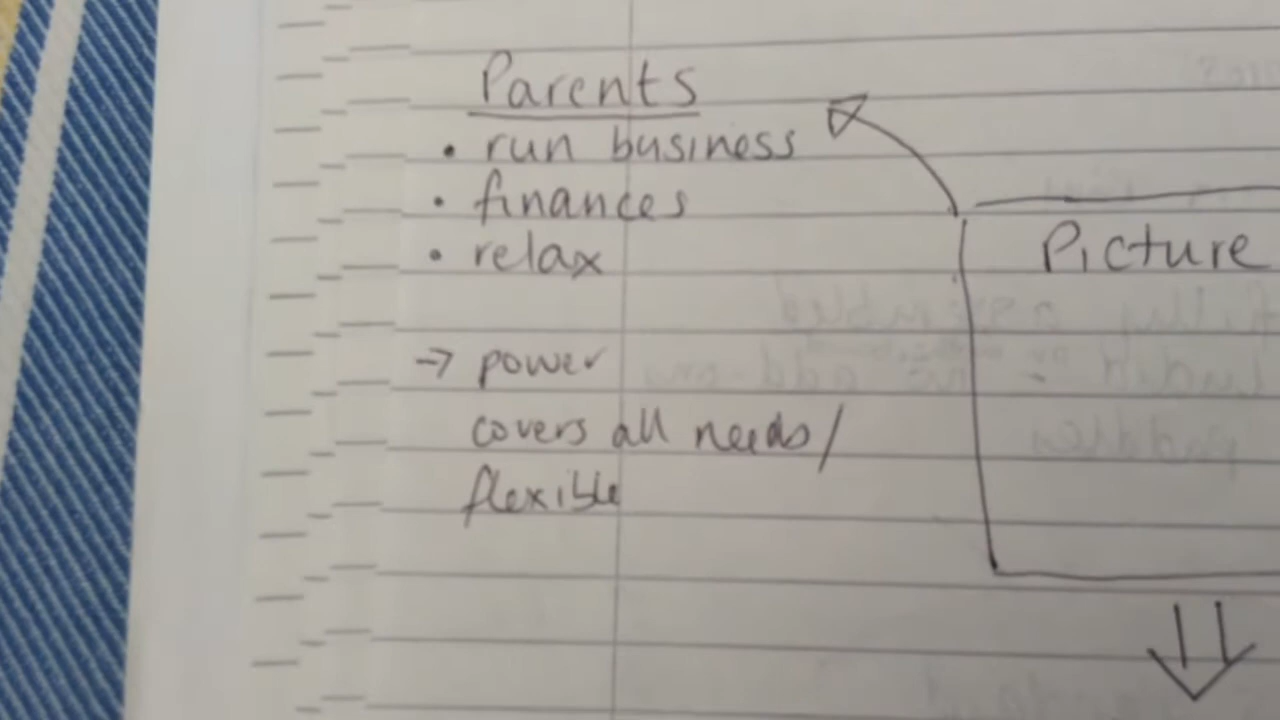 Parents
• run business
• finances
• relax
Picture
→ power
covers all needs/
flexible